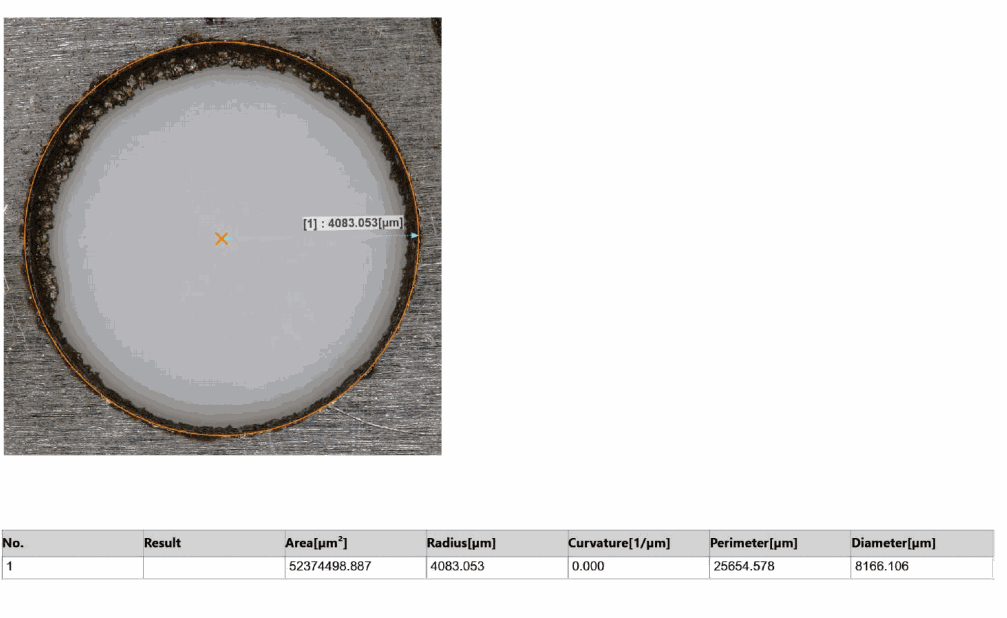 [1] : 4083.053[µm]
No. Result Area[µm²] Radius[µm] Curvature[1/µm] Perimeter[µm] Diameter[µm]
1 52374498.887 4083.053 0.000 25654.578 8166.106